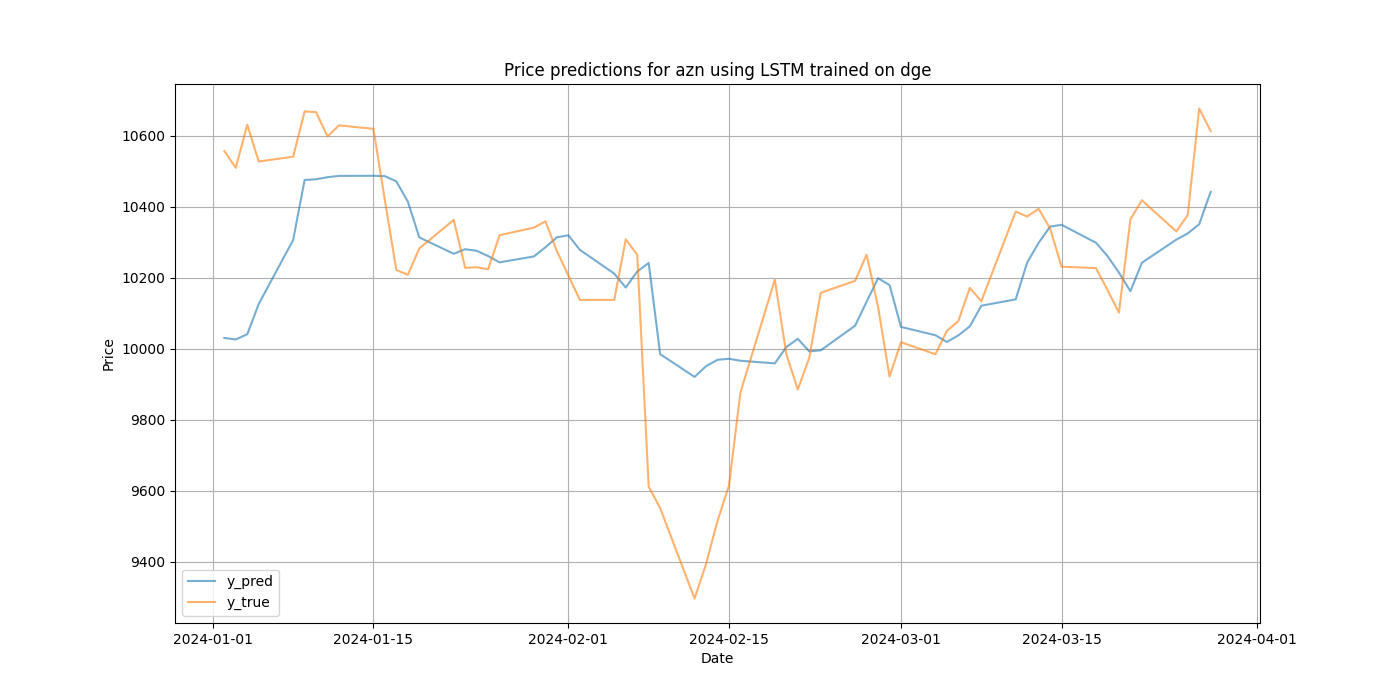 Price predictions for azn using LSTM trained on dge
Price
10600
10400
10200
10000
9800
9600
9400
y_pred
y_true
2024-01-01
2024-01-15
2024-02-01
2024-02-15
2024-03-01
2024-03-15
2024-04-01
Date